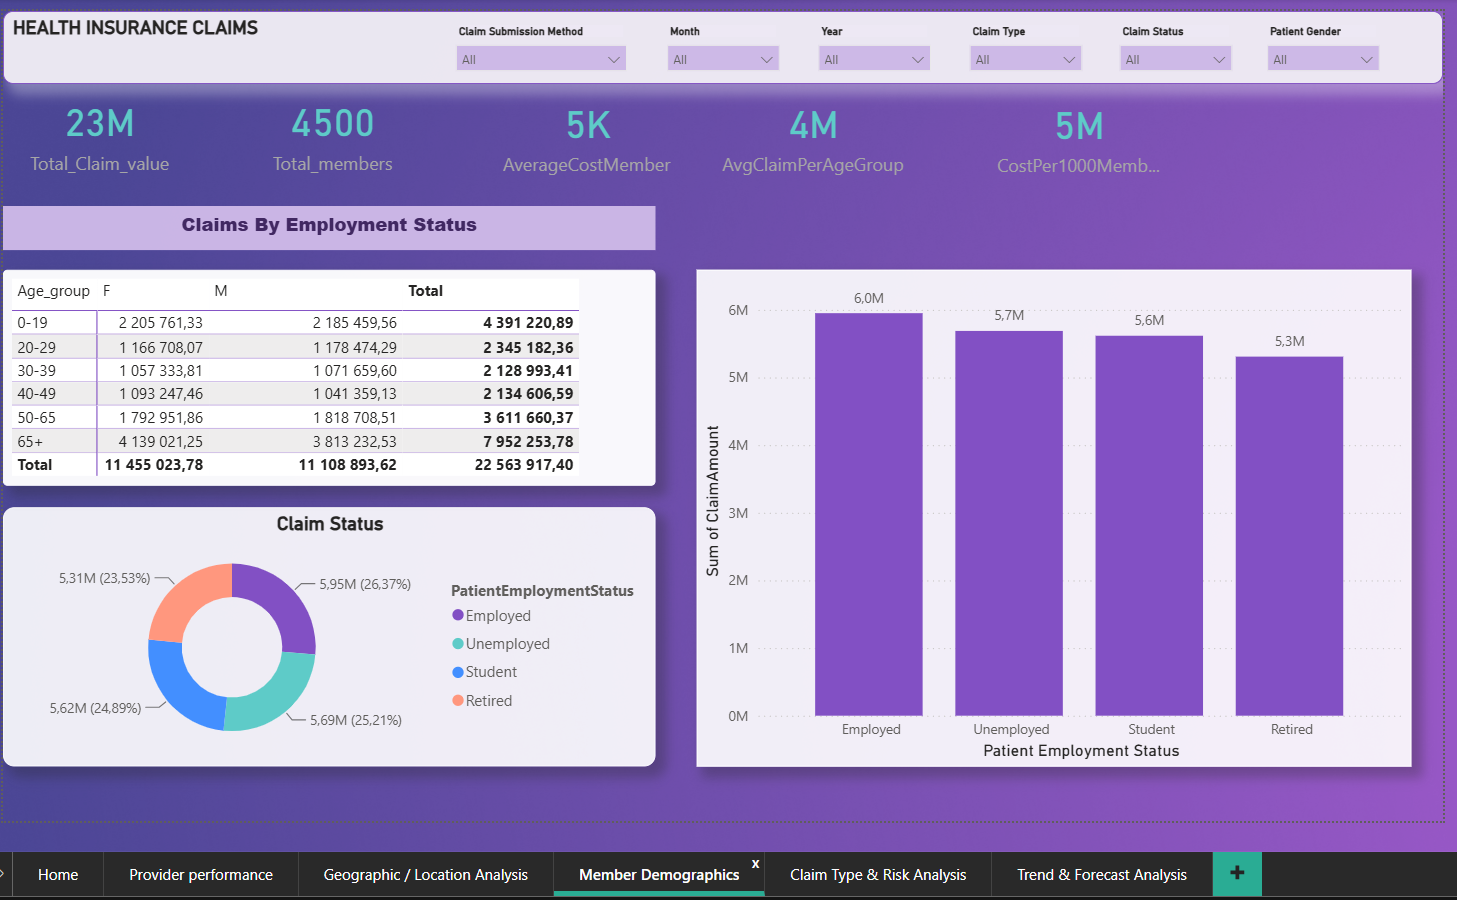 HEALTH INSURANCE CLAIMS
Claim Submission Method
All
Month
All
Year
All
Claim Type
All
Claim Status
All
Patient Gender
All
23M
Total_Claim_value
4500
Total_members
5K
AverageCostMember
4M
AvgClaimPerAgeGroup
5M
CostPer1000Memb...
Claims By Employment Status
Age_group F M Total
0-19 2 205 761,33 2 185 459,56 4 391 220,89
20-29 1 166 708,07 1 178 474,29 2 345 182,36
30-39 1 057 333,81 1 071 659,60 2 128 993,41
40-49 1 093 247,46 1 041 359,13 2 134 606,59
50-65 1 792 951,86 1 818 708,51 3 611 660,37
65+ 4 139 021,25 3 813 232,53 7 952 253,78
Total 11 455 023,78 11 108 893,62 22 563 917,40
Claim Status
5,31M (23,53%)
5,95M (26,37%)
5,62M (24,89%)
5,69M (25,21%)
PatientEmploymentStatus
Employed
Unemployed
Student
Retired
Sum of ClaimAmount
6M
5M
4M
3M
2M
1M
0M
6,0M
5,7M
5,6M
5,3M
Employed
Unemployed
Student
Retired
Patient Employment Status
Home
Provider performance
Geographic / Location Analysis
Member Demographics
x
Claim Type & Risk Analysis
Trend & Forecast Analysis
+